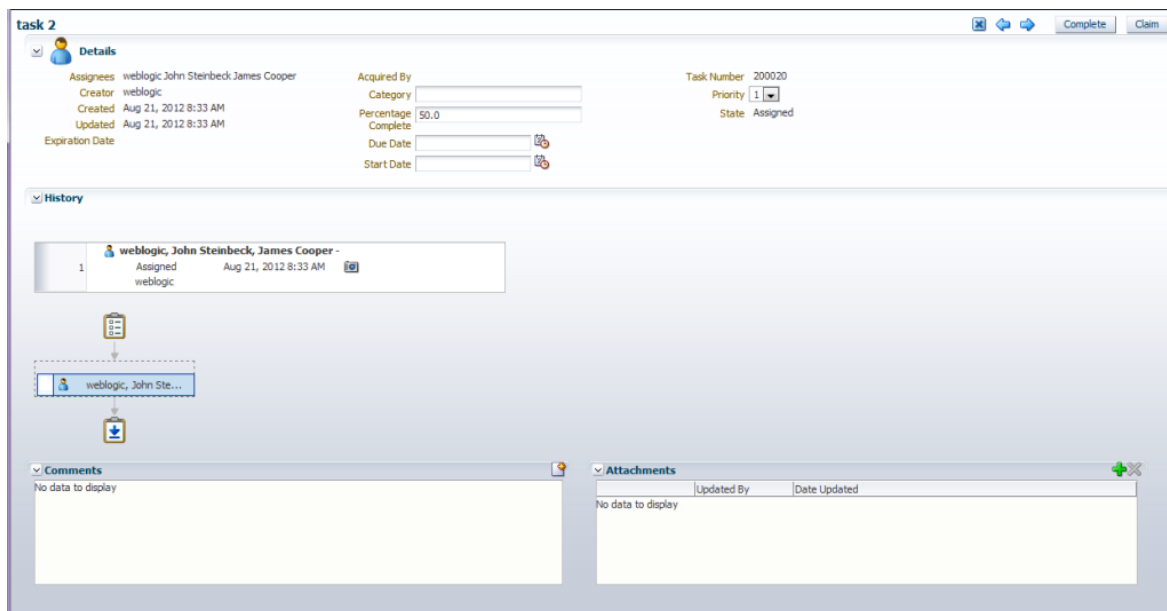 task 2
Complete Claim
Details
Assignees weblogic John Steinbeck James Cooper
Creator weblogic
Created Aug 21, 2012 8:33 AM
Updated Aug 21, 2012 8:33 AM
Expiration Date
Acquired By
Category
Percentage Complete 50.0
Due Date
Start Date
Task Number 200020
Priority 1
State Assigned
History
1
weblogic, John Steinbeck, James Cooper -
Assigned Aug 21, 2012 8:33 AM
weblogic
weblogic, John Ste...
Comments
No data to display
Attachments
Updated By Date Updated
No data to display